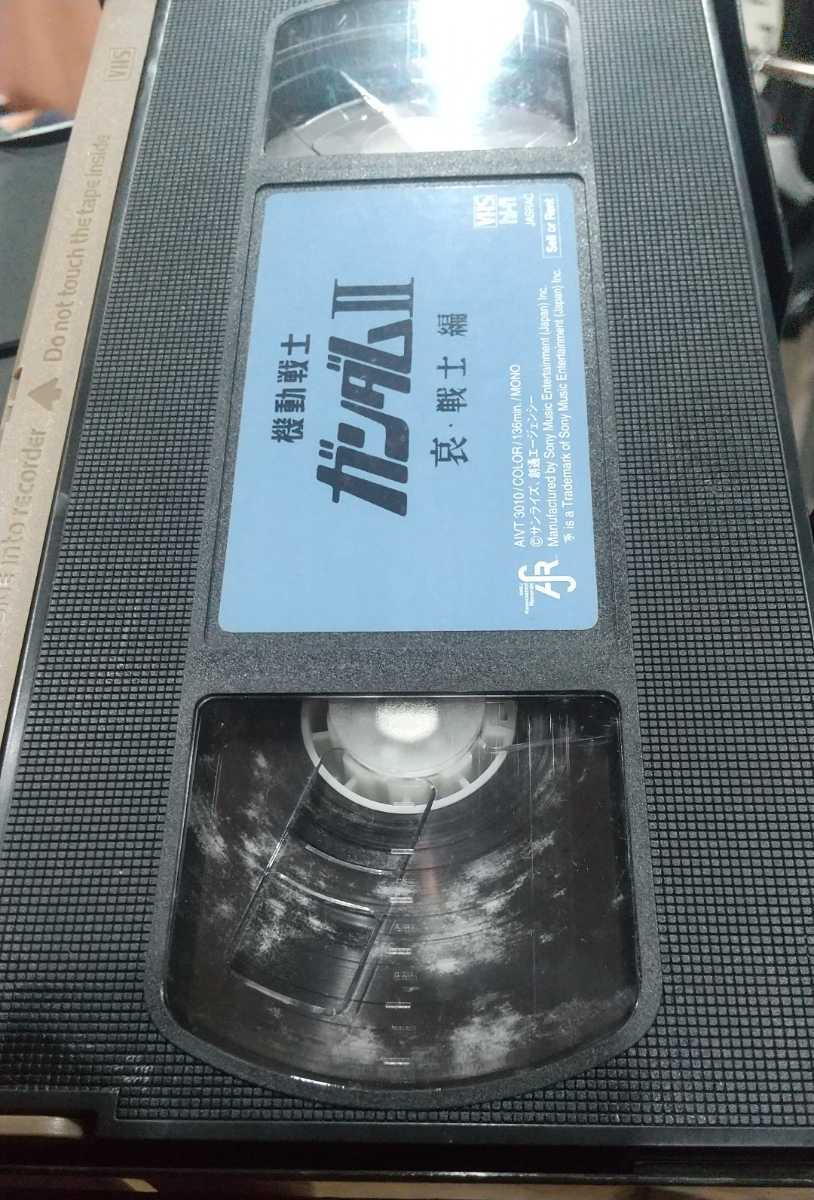 VHS
Do not touch the tape inside
into recorder
機動戦士
ガンダムII
哀・戦士 編
VHS
Hi-Fi
JASRAC
Sell or Rent
AIVT 3010/COLOR/136min./MONO
©サンライズ、創通エージェンシー
Manufactured by Sony Music Entertainment (Japan) Inc.
is a Trademark of Sony Music Entertainment (Japan) Inc.